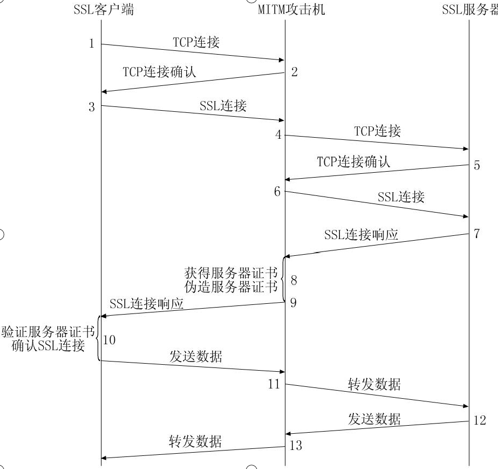 SSL客户端 MITM攻击机 SSL服务器
1 TCP连接
TCP连接确认 2
3 SSL连接
4 TCP连接
TCP连接确认 5
6 SSL连接
SSL连接响应 7
获得服务器证书
伪造服务器证书 8
SSL连接响应 9
验证服务器证书
确认SSL连接 10
发送数据
11 转发数据
发送数据 12
转发数据 13